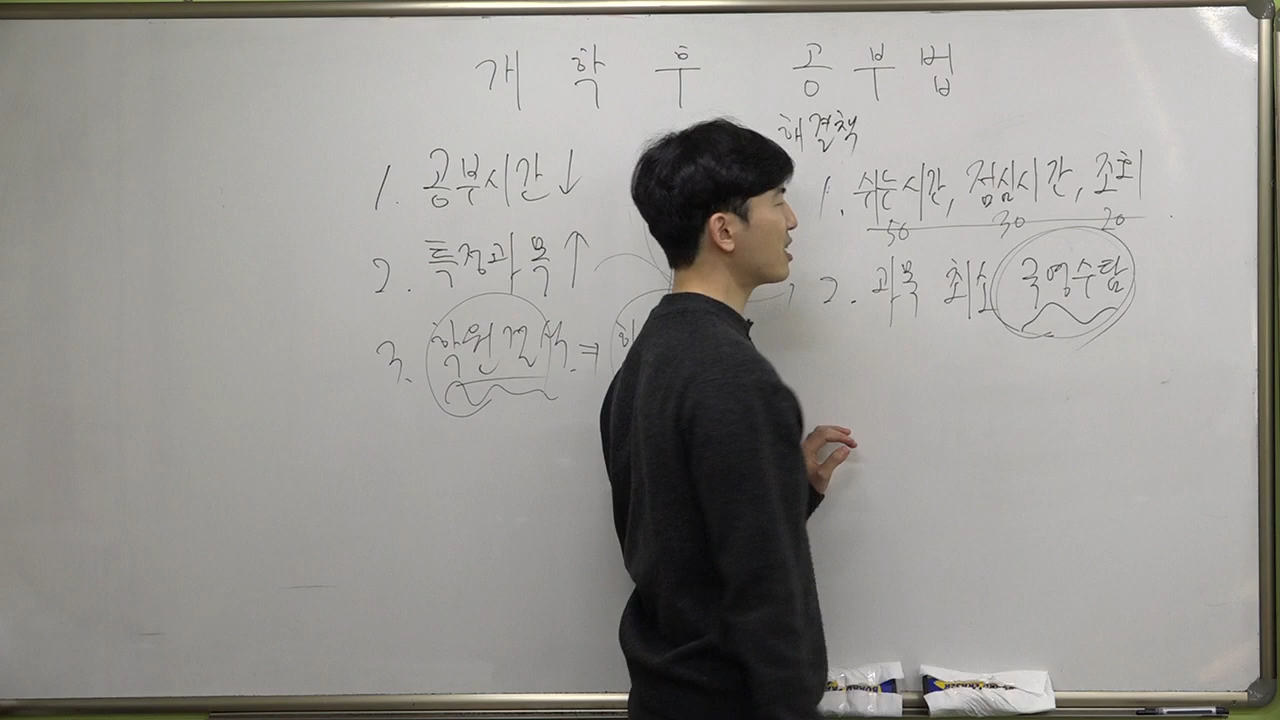 개학후 공부법
1. 공부시간↓
2. 특정과목↑
3. 학원결석 ⇒
해결책
1. 쉬는시간, 점심시간, 조회
50 30 20
2. 과목 최소 국영수탐